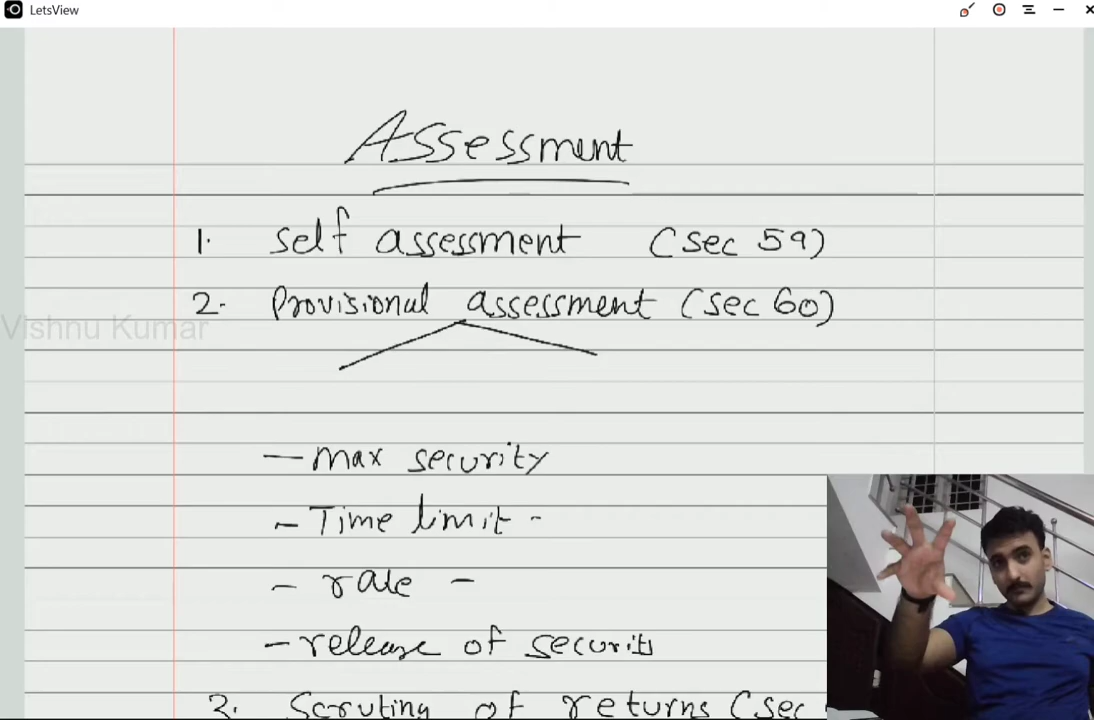 LetsView
Assessment
1. self assessment (sec 59)
2. Provisional assessment (sec 60)
Vishnu Kumar
- max security
- Time limit -
- rate -
- release of securit
3. Scrutiny of returns (sec